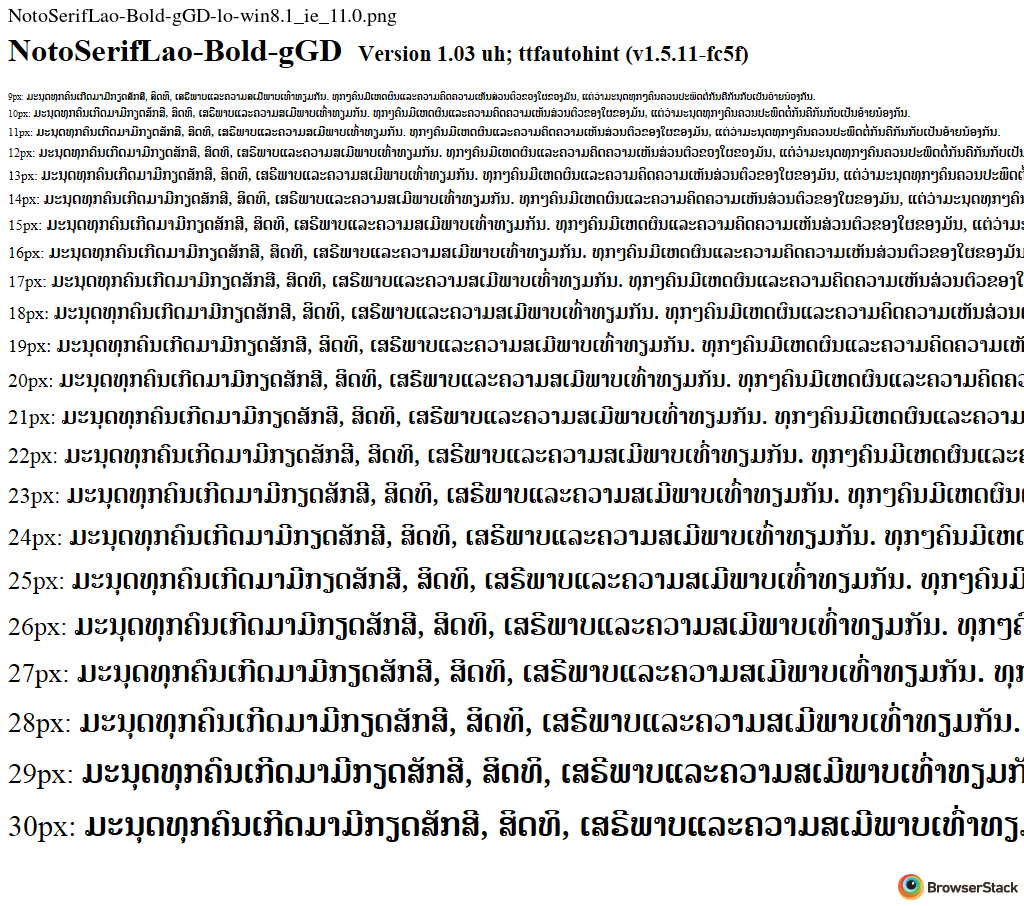 NotoSerifLao-Bold-gGD-lo-win8.1_ie_11.0.png
NotoSerifLao-Bold-gGD Version 1.03 uh; ttfautohint (v1.5.11-fc5f)
9px: ມະນຸດທຸກຄົນເກີດມາມີກຽດສັກສີ, ສິດທິ, ເສຣີພາບແລະຄວາມສເມີພາບເທົ່າທຽມກັນ. ທຸກໆຄົນມີເຫດຜົນແລະຄວາມຄິດຄວາມເຫັນສ່ວນຕົວຂອງໃຜຂອງມັນ, ແຕ່ວ່າມະນຸດທຸກໆຄົນຄວນປະພຶດຕໍ່ກັນຄືກັນກັບເປັນອ້າຍນ້ອງກັນ.
10px: ມະນຸດທຸກຄົນເກີດມາມີກຽດສັກສີ, ສິດທິ, ເສຣີພາບແລະຄວາມສເມີພາບເທົ່າທຽມກັນ. ທຸກໆຄົນມີເຫດຜົນແລະຄວາມຄິດຄວາມເຫັນສ່ວນຕົວຂອງໃຜຂອງມັນ, ແຕ່ວ່າມະນຸດທຸກໆຄົນຄວນປະພຶດຕໍ່ກັນຄືກັນກັບເປັນອ້າຍນ້ອງກັນ.
11px: ມະນຸດທຸກຄົນເກີດມາມີກຽດສັກສີ, ສິດທິ, ເສຣີພາບແລະຄວາມສເມີພາບເທົ່າທຽມກັນ. ທຸກໆຄົນມີເຫດຜົນແລະຄວາມຄິດຄວາມເຫັນສ່ວນຕົວຂອງໃຜຂອງມັນ, ແຕ່ວ່າມະນຸດທຸກໆຄົນຄວນປະພຶດຕໍ່ກັນຄືກັນກັບເປັນອ້າຍນ້ອງກັນ.
12px: ມະນຸດທຸກຄົນເກີດມາມີກຽດສັກສີ, ສິດທິ, ເສຣີພາບແລະຄວາມສເມີພາບເທົ່າທຽມກັນ. ທຸກໆຄົນມີເຫດຜົນແລະຄວາມຄິດຄວາມເຫັນສ່ວນຕົວຂອງໃຜຂອງມັນ, ແຕ່ວ່າມະນຸດທຸກໆຄົນຄວນປະພຶດຕໍ່ກັນຄືກັນກັບເປັ
13px: ມະນຸດທຸກຄົນເກີດມາມີກຽດສັກສີ, ສິດທິ, ເສຣີພາບແລະຄວາມສເມີພາບເທົ່າທຽມກັນ. ທຸກໆຄົນມີເຫດຜົນແລະຄວາມຄິດຄວາມເຫັນສ່ວນຕົວຂອງໃຜຂອງມັນ, ແຕ່ວ່າມະນຸດທຸກໆຄົນຄວນປະພຶດຕໍ່
14px: ມະນຸດທຸກຄົນເກີດມາມີກຽດສັກສີ, ສິດທິ, ເສຣີພາບແລະຄວາມສເມີພາບເທົ່າທຽມກັນ. ທຸກໆຄົນມີເຫດຜົນແລະຄວາມຄິດຄວາມເຫັນສ່ວນຕົວຂອງໃຜຂອງມັນ, ແຕ່ວ່າມະນຸດທຸກໆຄົນ
15px: ມະນຸດທຸກຄົນເກີດມາມີກຽດສັກສີ, ສິດທິ, ເສຣີພາບແລະຄວາມສເມີພາບເທົ່າທຽມກັນ. ທຸກໆຄົນມີເຫດຜົນແລະຄວາມຄິດຄວາມເຫັນສ່ວນຕົວຂອງໃຜຂອງມັນ, ແຕ່ວ່າມະ
16px: ມະນຸດທຸກຄົນເກີດມາມີກຽດສັກສີ, ສິດທິ, ເສຣີພາບແລະຄວາມສເມີພາບເທົ່າທຽມກັນ. ທຸກໆຄົນມີເຫດຜົນແລະຄວາມຄິດຄວາມເຫັນສ່ວນຕົວຂອງໃຜຂອງມັນ
17px: ມະນຸດທຸກຄົນເກີດມາມີກຽດສັກສີ, ສິດທິ, ເສຣີພາບແລະຄວາມສເມີພາບເທົ່າທຽມກັນ. ທຸກໆຄົນມີເຫດຜົນແລະຄວາມຄິດຄວາມເຫັນສ່ວນຕົວຂອງໃ
18px: ມະນຸດທຸກຄົນເກີດມາມີກຽດສັກສີ, ສິດທິ, ເສຣີພາບແລະຄວາມສເມີພາບເທົ່າທຽມກັນ. ທຸກໆຄົນມີເຫດຜົນແລະຄວາມຄິດຄວາມເຫັນສ່ວນ
19px: ມະນຸດທຸກຄົນເກີດມາມີກຽດສັກສີ, ສິດທິ, ເສຣີພາບແລະຄວາມສເມີພາບເທົ່າທຽມກັນ. ທຸກໆຄົນມີເຫດຜົນແລະຄວາມຄິດຄວາມເຫັ
20px: ມະນຸດທຸກຄົນເກີດມາມີກຽດສັກສີ, ສິດທິ, ເສຣີພາບແລະຄວາມສເມີພາບເທົ່າທຽມກັນ. ທຸກໆຄົນມີເຫດຜົນແລະຄວາມຄິດຄວ
21px: ມະນຸດທຸກຄົນເກີດມາມີກຽດສັກສີ, ສິດທິ, ເສຣີພາບແລະຄວາມສເມີພາບເທົ່າທຽມກັນ. ທຸກໆຄົນມີເຫດຜົນແລະຄວາມ
22px: ມະນຸດທຸກຄົນເກີດມາມີກຽດສັກສີ, ສິດທິ, ເສຣີພາບແລະຄວາມສເມີພາບເທົ່າທຽມກັນ. ທຸກໆຄົນມີເຫດຜົນແລະຄ
23px: ມະນຸດທຸກຄົນເກີດມາມີກຽດສັກສີ, ສິດທິ, ເສຣີພາບແລະຄວາມສເມີພາບເທົ່າທຽມກັນ. ທຸກໆຄົນມີເຫດຜົນ
24px: ມະນຸດທຸກຄົນເກີດມາມີກຽດສັກສີ, ສິດທິ, ເສຣີພາບແລະຄວາມສເມີພາບເທົ່າທຽມກັນ. ທຸກໆຄົນມີເຫດ
25px: ມະນຸດທຸກຄົນເກີດມາມີກຽດສັກສີ, ສິດທິ, ເສຣີພາບແລະຄວາມສເມີພາບເທົ່າທຽມກັນ. ທຸກໆຄົນມີ
26px: ມະນຸດທຸກຄົນເກີດມາມີກຽດສັກສີ, ສິດທິ, ເສຣີພາບແລະຄວາມສເມີພາບເທົ່າທຽມກັນ. ທຸກໆຄົ
27px: ມະນຸດທຸກຄົນເກີດມາມີກຽດສັກສີ, ສິດທິ, ເສຣີພາບແລະຄວາມສເມີພາບເທົ່າທຽມກັນ. ທຸກ
28px: ມະນຸດທຸກຄົນເກີດມາມີກຽດສັກສີ, ສິດທິ, ເສຣີພາບແລະຄວາມສເມີພາບເທົ່າທຽມກັນ.
29px: ມະນຸດທຸກຄົນເກີດມາມີກຽດສັກສີ, ສິດທິ, ເສຣີພາບແລະຄວາມສເມີພາບເທົ່າທຽມກັ
30px: ມະນຸດທຸກຄົນເກີດມາມີກຽດສັກສີ, ສິດທິ, ເສຣີພາບແລະຄວາມສເມີພາບເທົ່າທຽ
BrowserStack